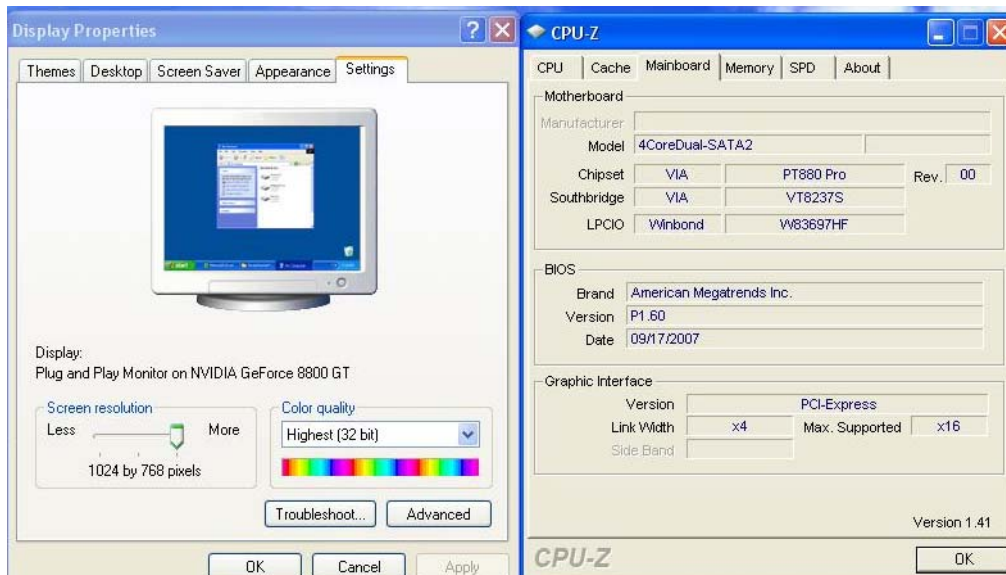 Display Properties
Themes Desktop Screen Saver Appearance Settings
Display:
Plug and Play Monitor on NVIDIA GeForce 8800 GT
Screen resolution
Less More
1024 by 768 pixels
Color quality
Highest (32 bit)
Troubleshoot... Advanced
OK Cancel Apply
CPU-Z
CPU Cache Mainboard Memory SPD About
Motherboard
Manufacturer
Model 4CoreDual-SATA2
Chipset VIA PT880 Pro Rev. 00
Southbridge VIA VT8237S
LPCIO Winbond W83697HF
BIOS
Brand American Megatrends Inc.
Version P1.60
Date 09/17/2007
Graphic Interface
Version PCI-Express
Link Width x4 Max. Supported x16
Side Band
Version 1.41
CPU-Z OK